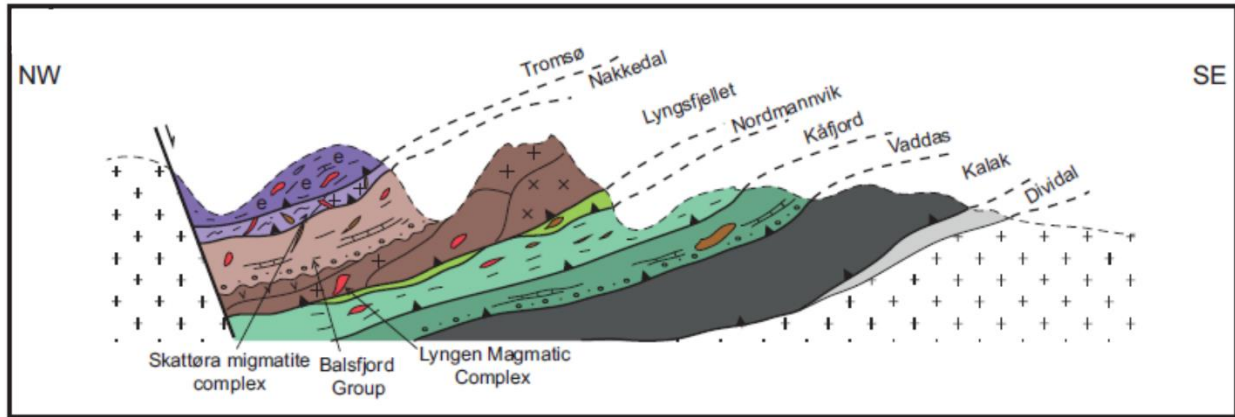 NW
SE
Tromsø
Nakkedal
Lyngsfjellet
Nordmannvik
Kåfjord
Vaddas
Kalak
Dividal
e
e
e
e
Skattøra migmatite
complex
Balsfjord
Group
Lyngen Magmatic
Complex